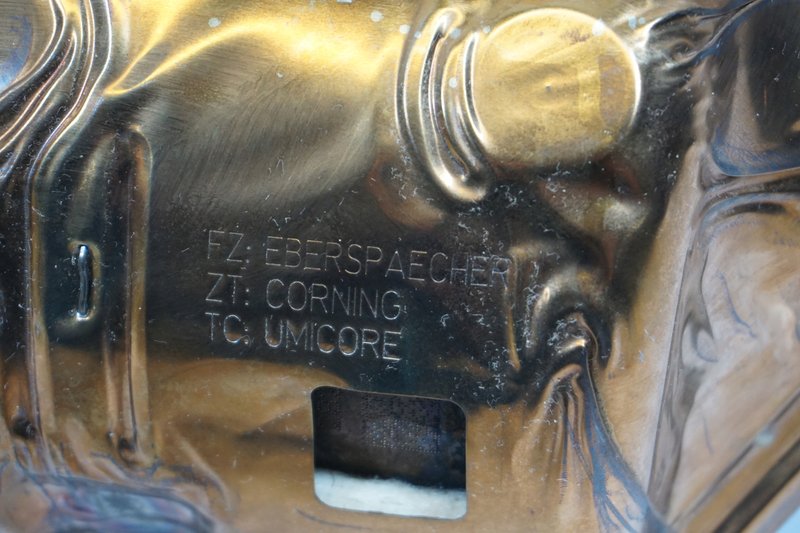 FZ: EBERSPAECHER
ZT: CORNING
TC: UMICORE